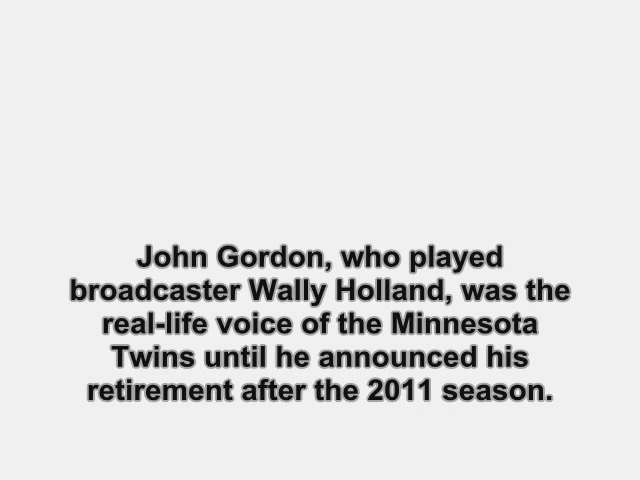 John Gordon, who played
broadcaster Wally Holland, was the
real-life voice of the Minnesota
Twins until he announced his
retirement after the 2011 season.